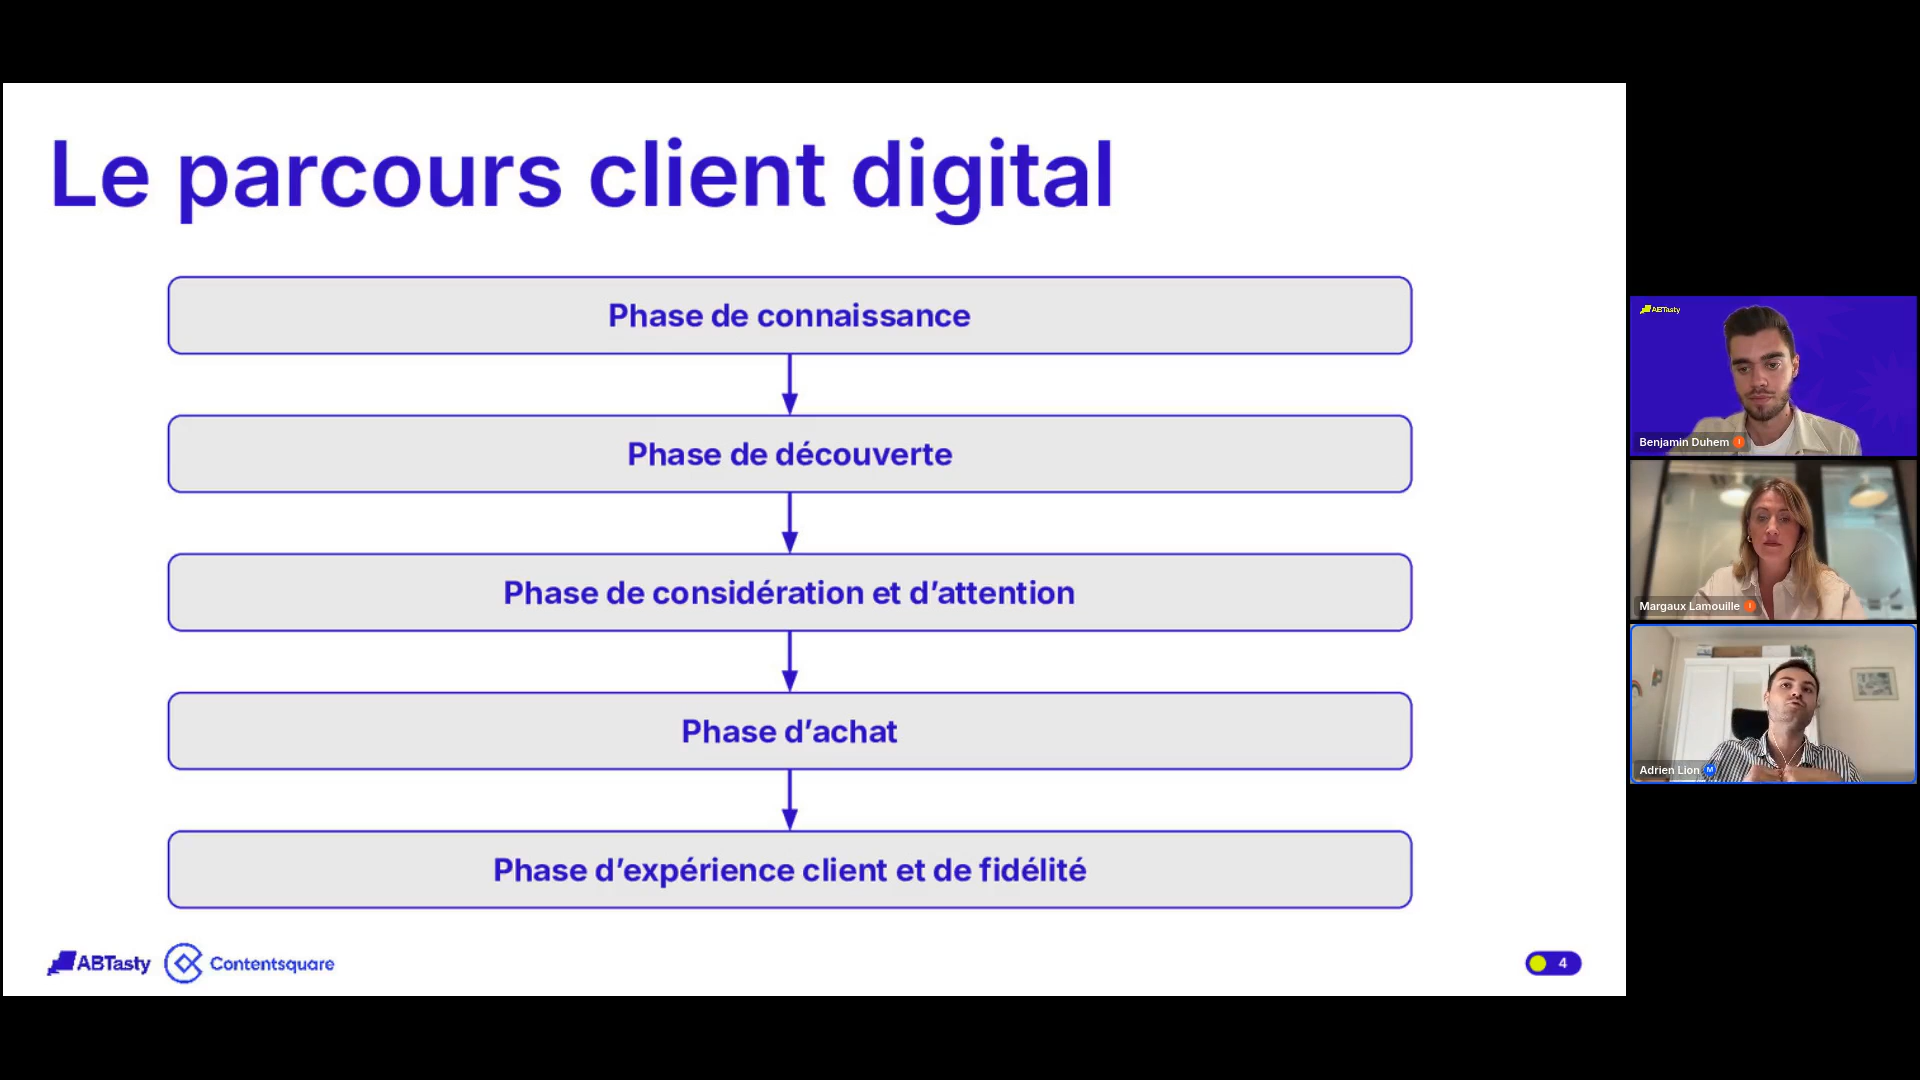 Le parcours client digital
Phase de connaissance
Phase de découverte
Phase de considération et d’attention
Phase d’achat
Phase d’expérience client et de fidélité
ABTasty
Contentsquare
4
ABTasty
Benjamin Duhem
Margaux Lamouille
Adrien Lion M